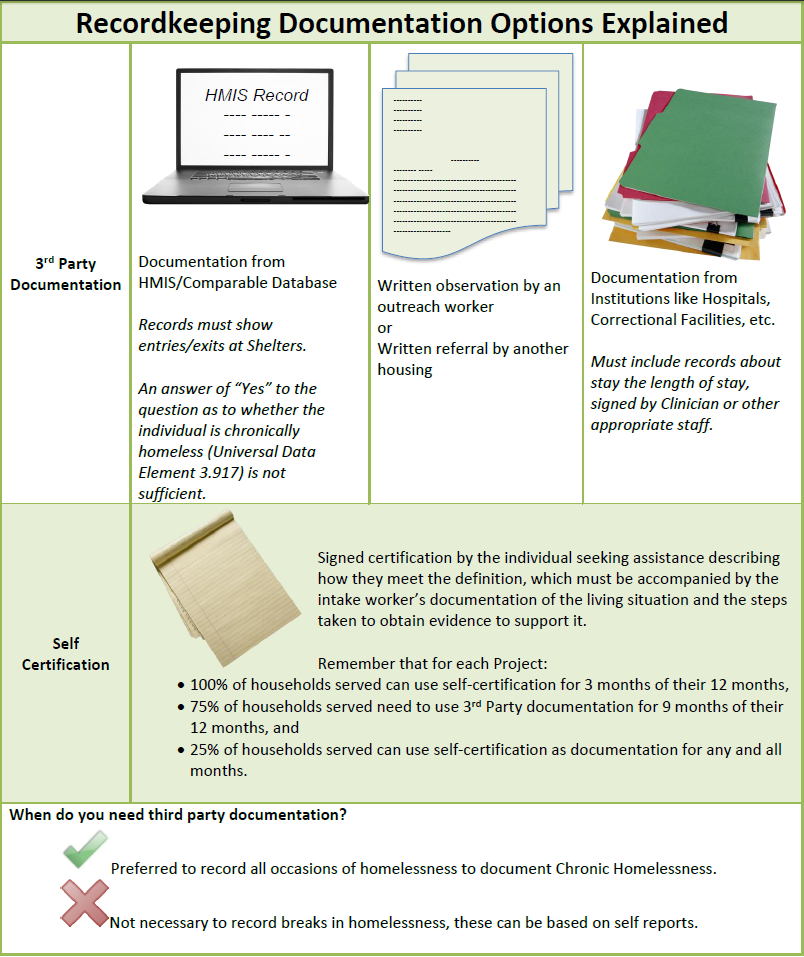 Recordkeeping Documentation Options Explained
3rd Party
Documentation
HMIS Record
Documentation from
HMIS/Comparable Database
Records must show
entries/exits at Shelters.
An answer of “Yes” to the
question as to whether the
individual is chronically
homeless (Universal Data
Element 3.917) is not
sufficient.
Written observation by an
outreach worker
or
Written referral by another
housing
Documentation from
Institutions like Hospitals,
Correctional Facilities, etc.
Must include records about
stay the length of stay,
signed by Clinician or other
appropriate staff.
Self
Certification
Signed certification by the individual seeking assistance describing
how they meet the definition, which must be accompanied by the
intake worker’s documentation of the living situation and the steps
taken to obtain evidence to support it.
Remember that for each Project:
• 100% of households served can use self-certification for 3 months of their 12 months,
• 75% of households served need to use 3rd Party documentation for 9 months of their
12 months, and
• 25% of households served can use self-certification as documentation for any and all
months.
When do you need third party documentation?
Preferred to record all occasions of homelessness to document Chronic Homelessness.
Not necessary to record breaks in homelessness, these can be based on self reports.